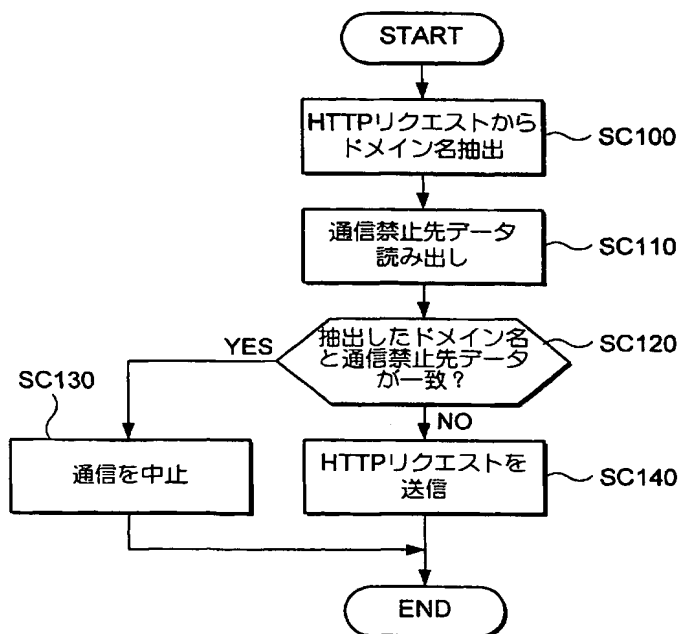 START
HTTPリクエストから
ドメイン名抽出
SC100
通信禁止先データ
読み出し
SC110
抽出したドメイン名
と通信禁止先データ
が一致？
SC120
YES
SC130
NO
通信を中止
HTTPリクエストを
送信
SC140
END